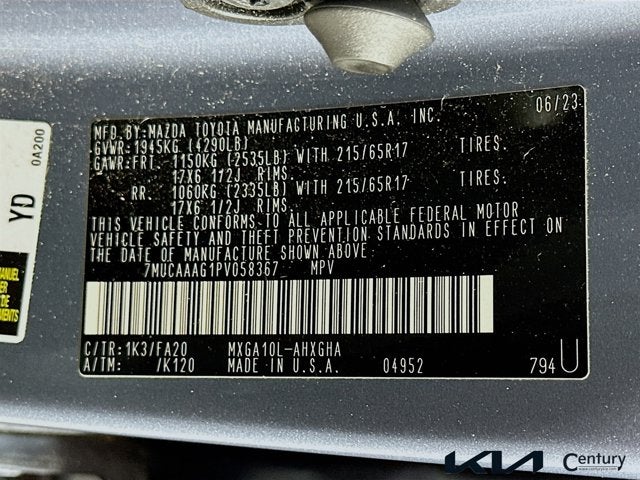 06/23
MFD. BY: MAZDA TOYOTA MANUFACTURING U.S.A. INC.
GVWR: 1945KG (4290LB)
GAWR: FRT. 1150KG (2535LB) WITH 215/65R17 TIRES.
17X6 1/2J RIMS.
RR. 1060KG (2335LB) WITH 215/65R17 TIRES.
17X6 1/2J RIMS.
THIS VEHICLE CONFORMS TO ALL APPLICABLE FEDERAL MOTOR
VEHICLE SAFETY AND THEFT PREVENTION STANDARDS IN EFFECT ON
THE DATE OF MANUFACTURE SHOWN ABOVE.
7MUCAAAG1PV058367 MPV
C/TR: 1K3/FA20 MXGA10L-AHXGHA
A/TM: /K120 MADE IN U.S.A. 04952 794U
YD
0A200
KIA Century